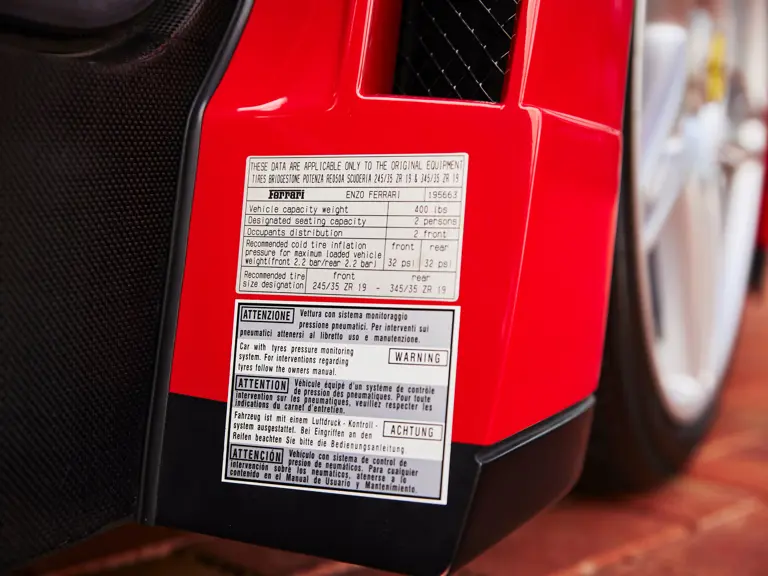 THESE DATA ARE APPLICABLE ONLY TO THE ORIGINAL EQUIPMENT
TIRES BRIDGESTONE POTENZA RE050A SCUDERIA 245/35 ZR 19 & 345/35 ZR 19
Ferrari ENZO FERRARI 195663
Vehicle capacity weight 400 lbs
Designated seating capacity 2 persons
Occupants distribution 2 front
Recommended cold tire inflation front rear
pressure for maximum loaded vehicle
weight(front 2.2 bar/rear 2.2 bar) 32 psi 32 psi
Recommended tire front rear
size designation 245/35 ZR 19 - 345/35 ZR 19
ATTENZIONE Vettura con sistema monitoraggio
pressione pneumatici. Per interventi sui
pneumatici attenersi al libretto uso e manutenzione.
Car with tyres pressure monitoring
system. For interventions regarding WARNING
tyres follow the owners manual.
ATTENTION Véhicule équipé d'un système de contrôle
de pression des pneumatiques. Pour toute
intervention sur les pneumatiques, veuillez respecter les
indications du carnet d'entretien.
Fahrzeug ist mit einem Luftdruck - Kontroll -
system ausgestattet. Bei Eingriffen an den ACHTUNG
Reifen beachten Sie bitte die Bedienungsanleitung
ATENCIÓN Vehículo con sistema de control de
presión de neumáticos. Para cualquier
intervención sobre los neumáticos, atenerse a lo
contenido en el Manual de Usuario y Mantenimiento